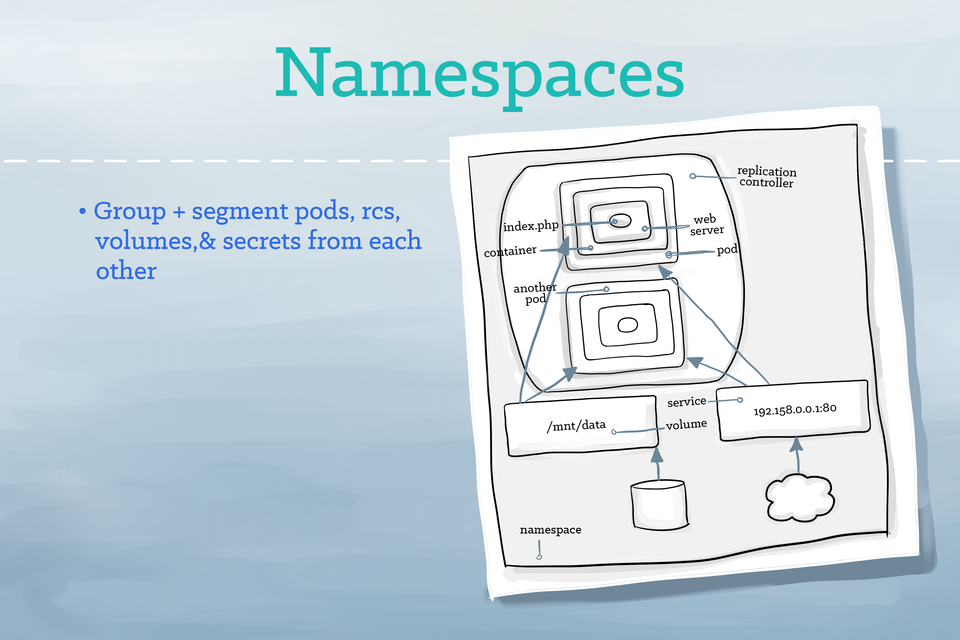 Namespaces
• Group + segment pods, rcs,
volumes,& secrets from each
other
replication
controller
index.php
web
server
container
pod
another
pod
service
192.158.0.0.1:80
/mnt/data
volume
namespace